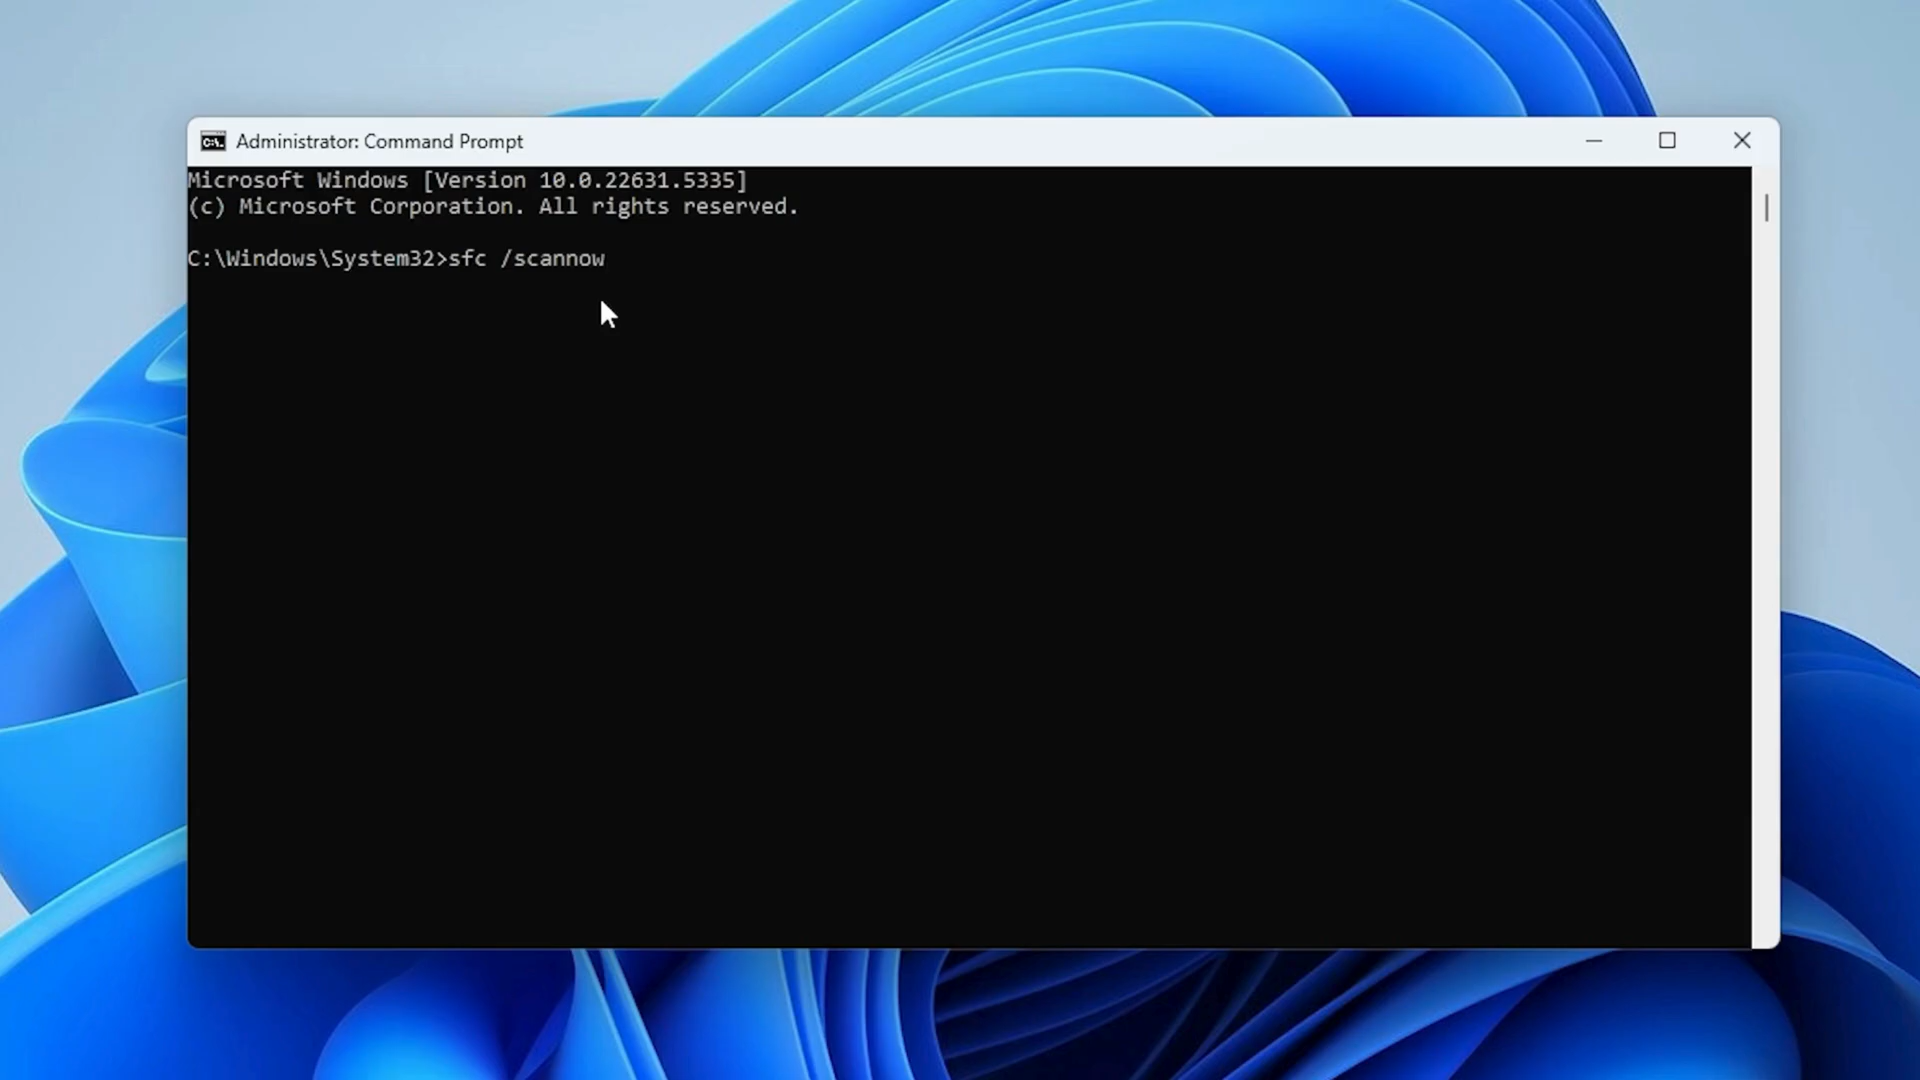 Administrator: Command Prompt
Microsoft Windows [Version 10.0.22631.5335]
(c) Microsoft Corporation. All rights reserved.
C:\Windows\System32>sfc /scannow